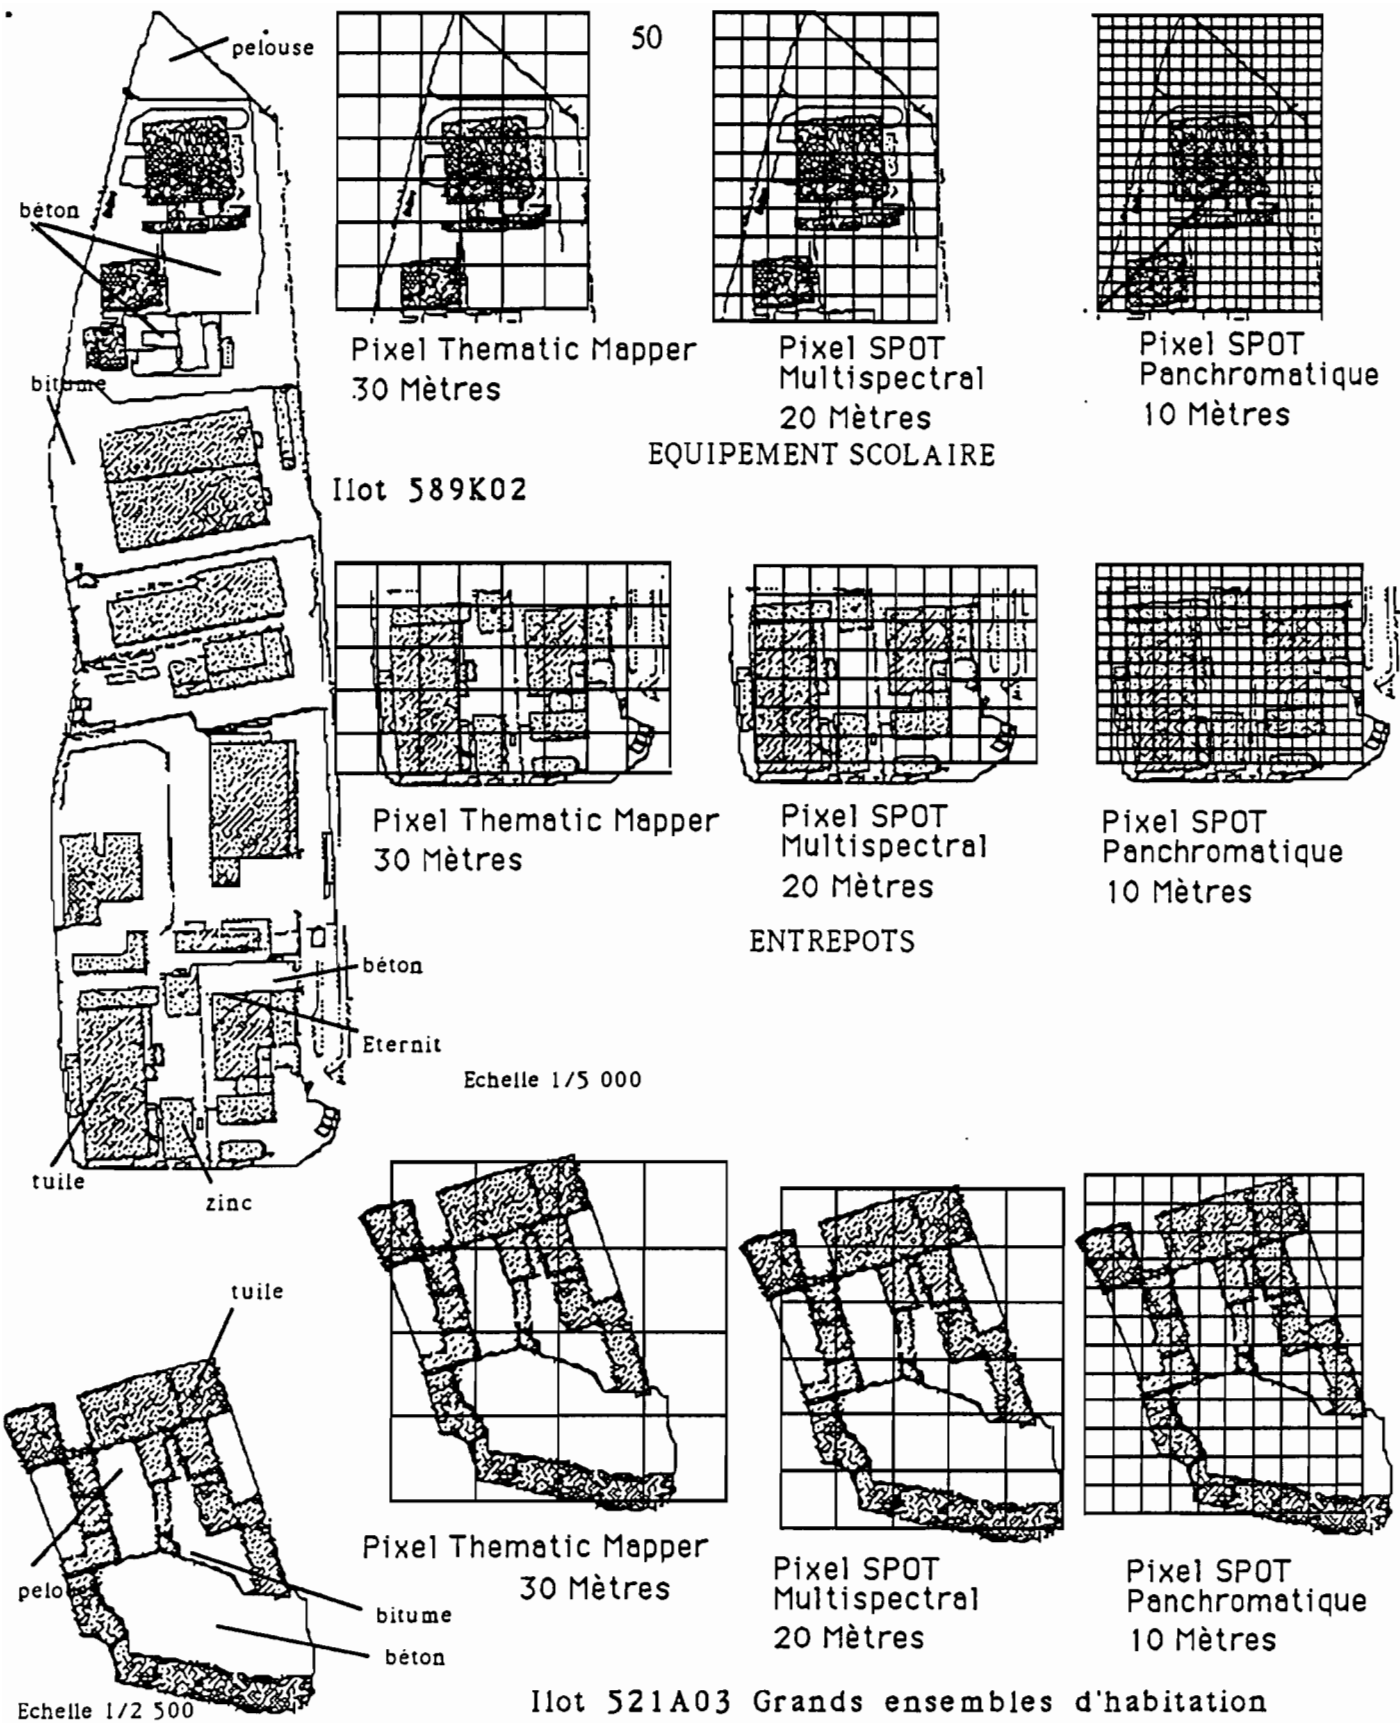 50
pelouse
béton
bitume
Pixel Thematic Mapper
30 Mètres
Pixel SPOT
Multispectral
20 Mètres
Pixel SPOT
Panchromatique
10 Mètres
EQUIPEMENT SCOLAIRE
Ilot 589K02
Pixel Thematic Mapper
30 Mètres
Pixel SPOT
Multispectral
20 Mètres
Pixel SPOT
Panchromatique
10 Mètres
ENTREPOTS
béton
Eternit
Echelle 1/5 000
tuile
zinc
tuile
Pixel Thematic Mapper
30 Mètres
Pixel SPOT
Multispectral
20 Mètres
Pixel SPOT
Panchromatique
10 Mètres
bitume
béton
Echelle 1/2 500
Ilot 521A03 Grands ensembles d'habitation